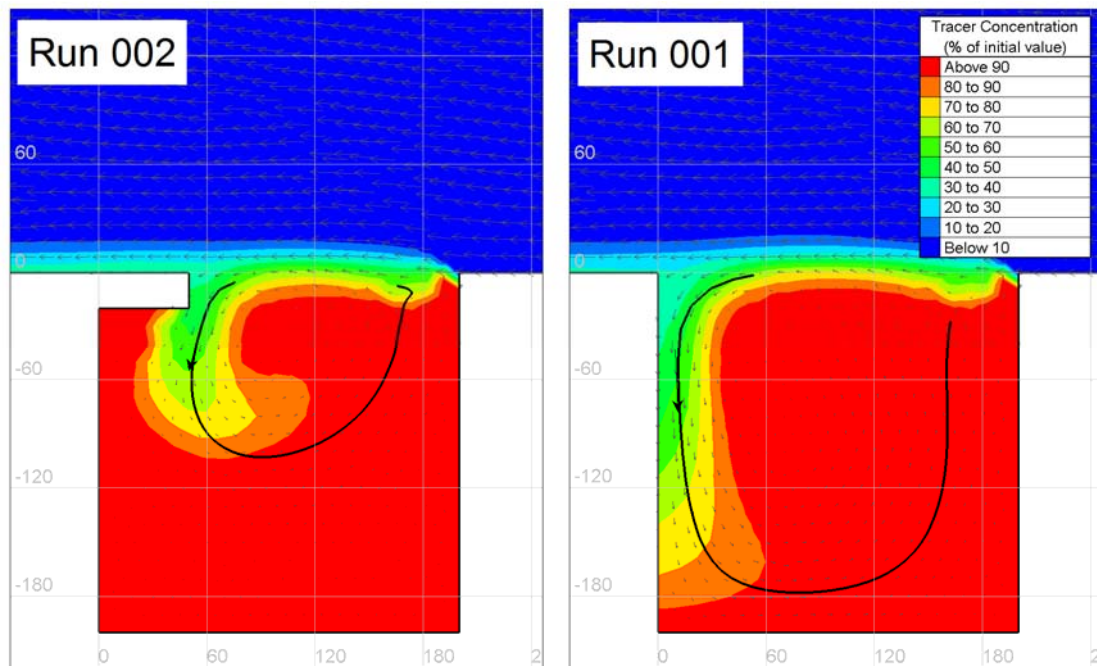 Run 002
60
0
-60
-120
-180
0
60
120
180
Run 001
Tracer Concentration
(% of initial value)
Above 90
80 to 90
70 to 80
60 to 70
50 to 60
40 to 50
30 to 40
20 to 30
10 to 20
Below 10
60
0
-60
-120
-180
0
60
120
180
2